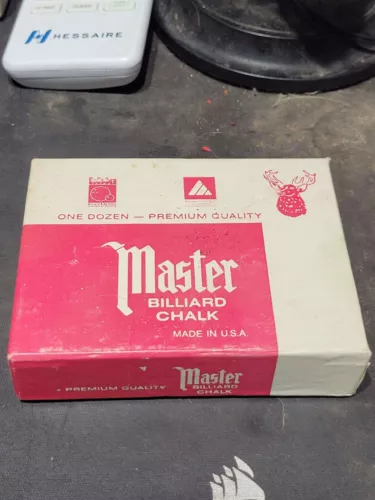 HESSAIRE
ONE DOZEN — PREMIUM QUALITY
Master
BILLIARD
CHALK
MADE IN U.S.A.
• PREMIUM QUALITY
Master
BILLIARD
CHALK